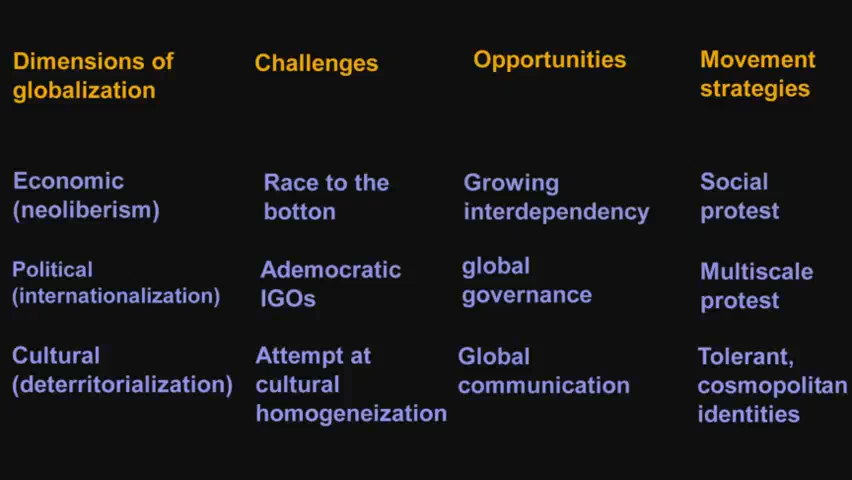 Dimensions of
globalization
Challenges
Opportunities
Movement
strategies
Economic
(neoliberism)
Race to the
botton
Growing
interdependency
Social
protest
Political
(internationalization)
Ademocratic
IGOs
global
governance
Multiscale
protest
Cultural
(deterritorialization)
Attempt at
cultural
homogeneization
Global
communication
Tolerant,
cosmopolitan
identities